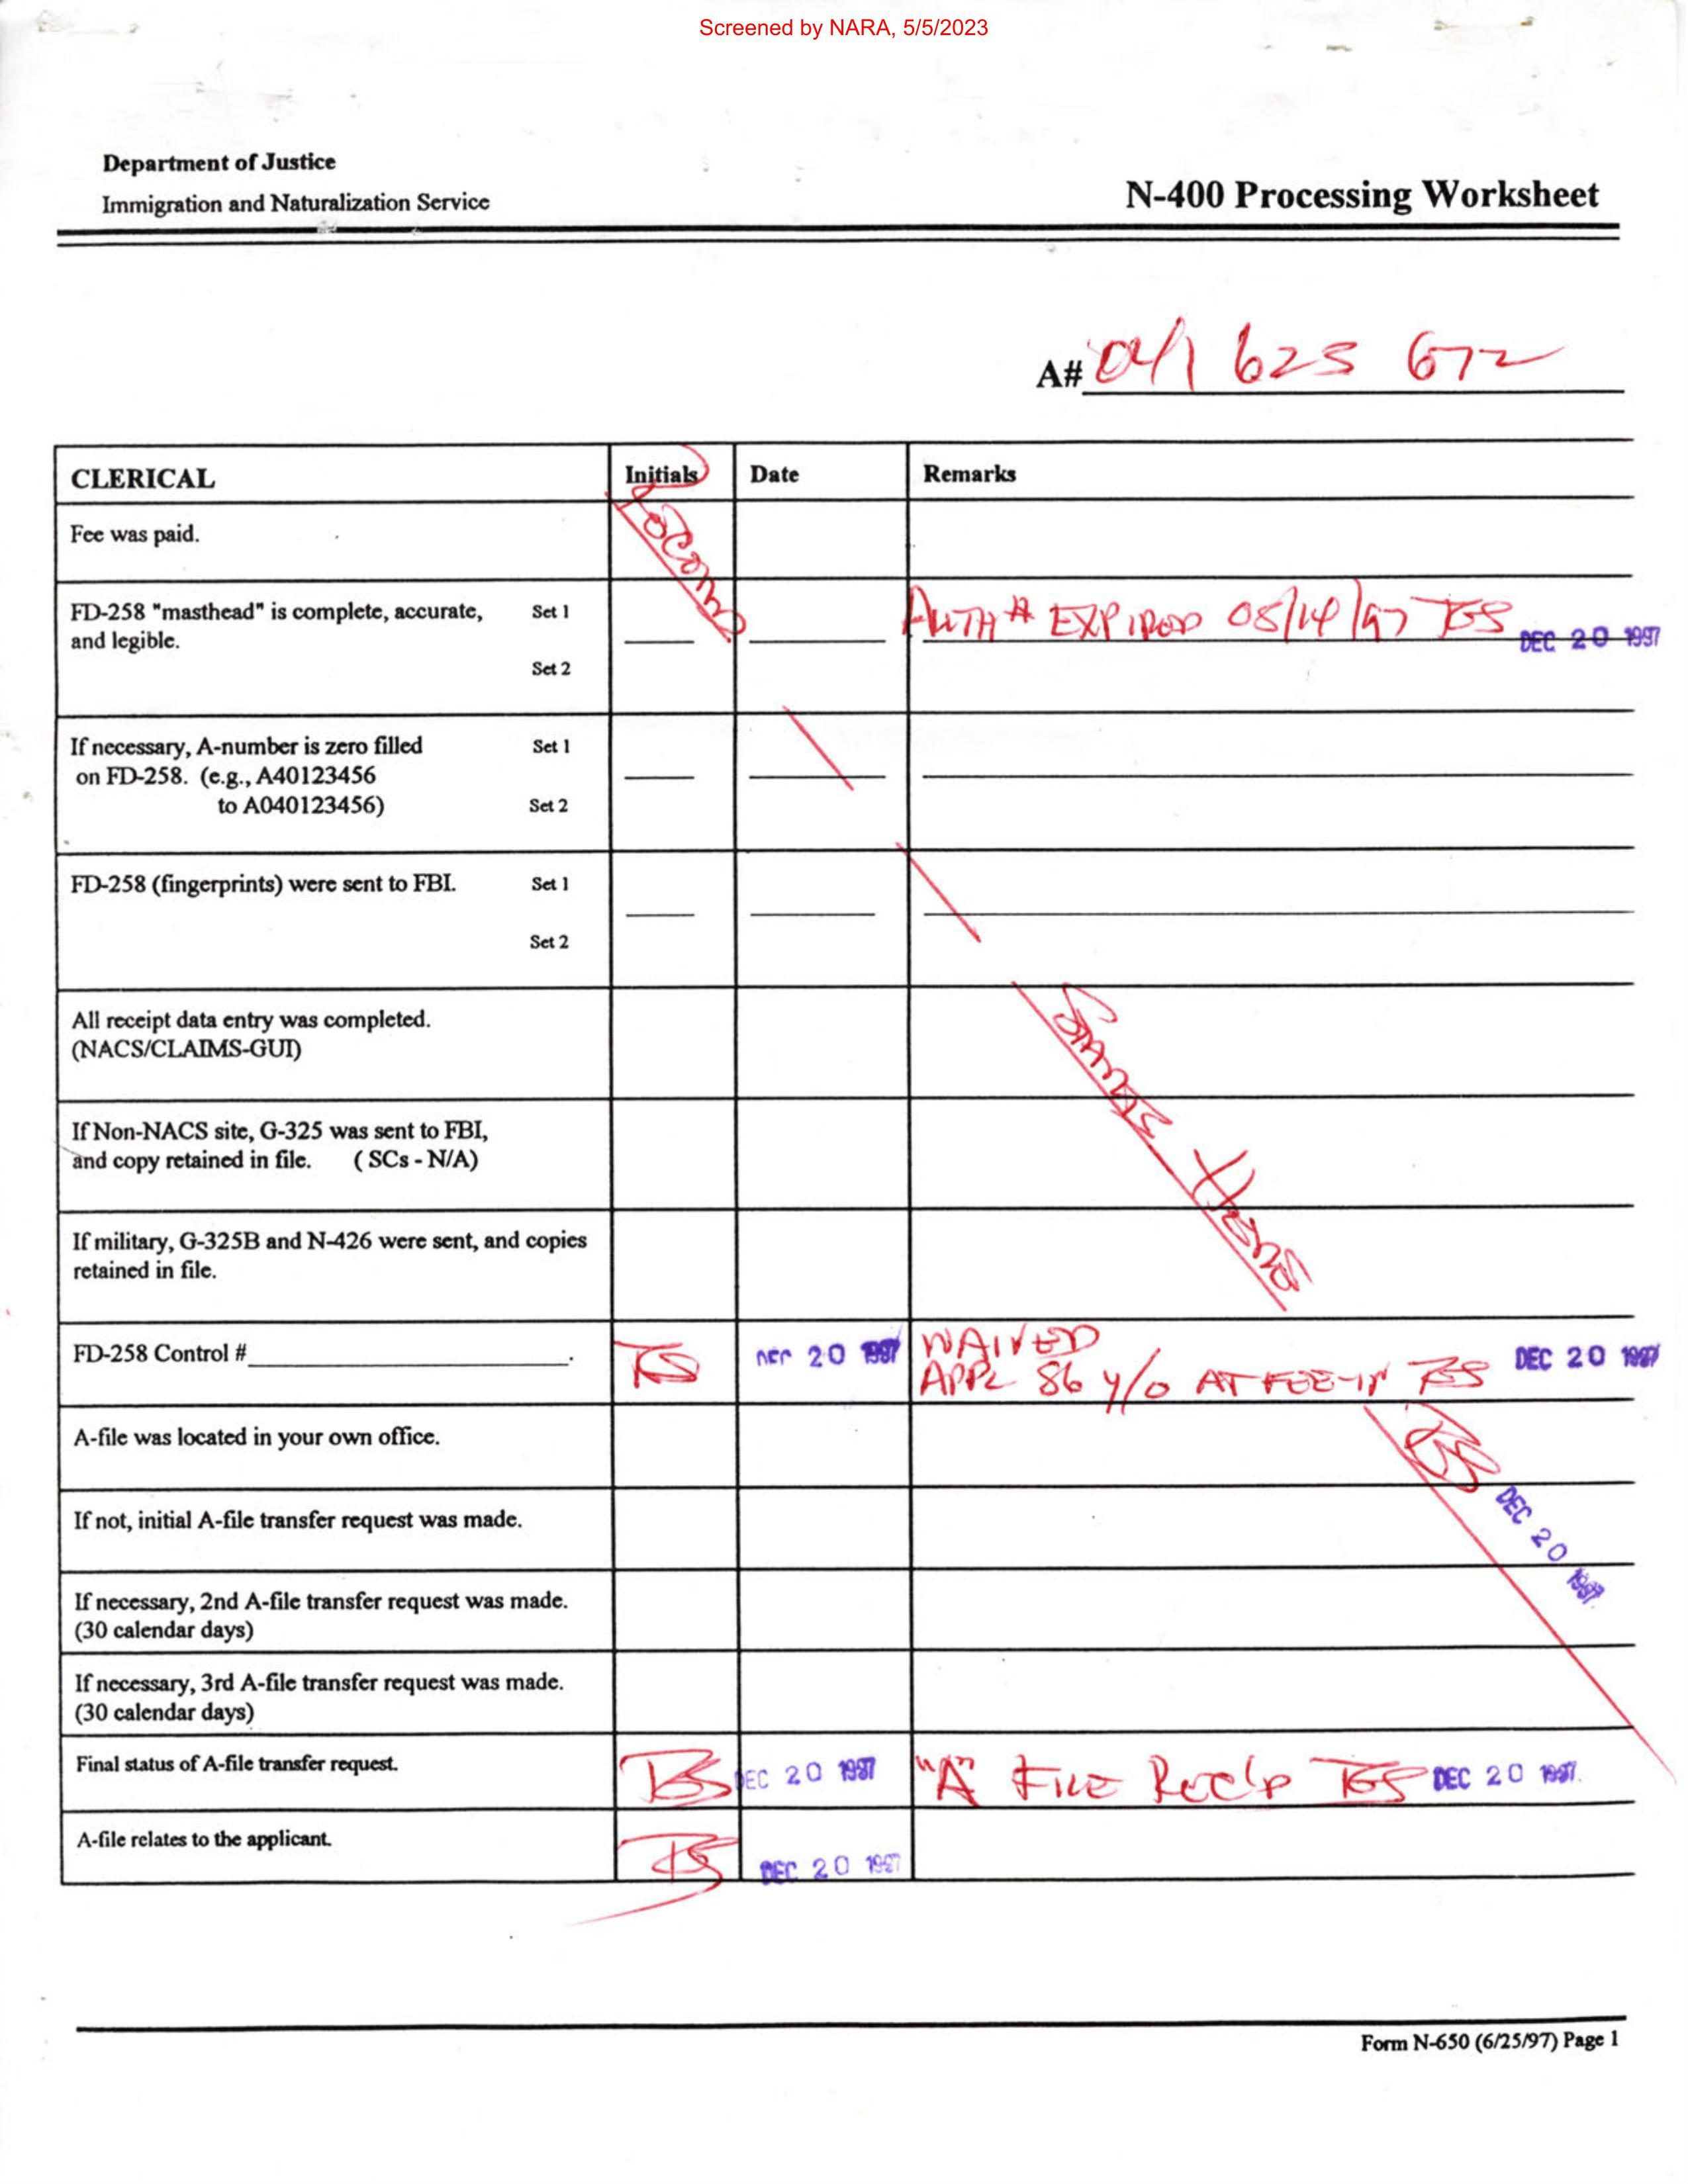 Screened by NARA, 5/5/2023
Department of Justice
Immigration and Naturalization Service
N-400 Processing Worksheet
A# 041 625 672
CLERICAL Initials Date Remarks
Fee was paid.
FD-258 "masthead" is complete, accurate, Set 1
and legible.
Set 2
AUTH # EXPIRED 08/14/97 TGS DEC 20 1997
If necessary, A-number is zero filled Set 1
on FD-258. (e.g., A40123456
to A040123456) Set 2
FD-258 (fingerprints) were sent to FBI. Set 1
Set 2
All receipt data entry was completed.
(NACS/CLAIMS-GUI)
If Non-NACS site, G-325 was sent to FBI,
and copy retained in file. ( SCs - N/A)
If military, G-325B and N-426 were sent, and copies
retained in file.
FD-258 Control # . TS DEC 20 1997 WAIVED
APPL 86 y/o AT FEE-IN TGS DEC 20 1997
A-file was located in your own office.
If not, initial A-file transfer request was made.
DEC 20 1997
If necessary, 2nd A-file transfer request was made.
(30 calendar days)
If necessary, 3rd A-file transfer request was made.
(30 calendar days)
Final status of A-file transfer request. TS DEC 20 1997 "A" FILE Rec'd TGS DEC 20 1997
A-file relates to the applicant. TS DEC 20 1997
Form N-650 (6/25/97) Page 1